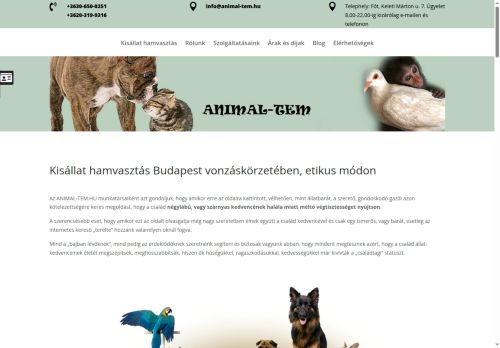 +3630-650-0251
+3620-319-9316
info@animal-tem.hu
Telephely: Fót, Keleti Márton u. 7. Ügyelet
8.00-22.00-ig kizárólag e-mailen és
telefonon
Kisállat hamvasztás Rólunk Szolgáltatásaink Árak és díjak Blog Elérhetőségek
ANIMAL-TEM
Kisállat hamvasztás Budapest vonzáskörzetében, etikus módon
Az ANIMAL-TEM.HU munkatársaiként azt gondoljuk, hogy amikor erre az oldalra kattintott, vélhetően, mint állatbarát, a szerető, gondoskodó gazdi azon
kötelezettségére keres megoldást, hogy a család négylábú, vagy szárnyas kedvencének halála miatt méltó végtisztességet nyújtson.
A szerencsésebb eset, hogy amikor ezt az oldalt olvasgatja még nagy szeretetben élnek együtt a család kedvencével és csak egy ismerős, vagy barát, esetleg az
internetes kereső „terelte" hozzánk valamilyen oknál fogva.
Mind a „bajban lévőknek", mind pedig az érdeklődőknek szeretnénk segíteni és biztosak vagyunk abban, hogy mindent megtesznek azért, hogy a család állat-
kedvencének életét megszépítsék, meghosszabbítsák, hiszen ők hűségükkel, ragaszkodásukkal, kedvességükkel már kivívták a „családtagi" státuszt.